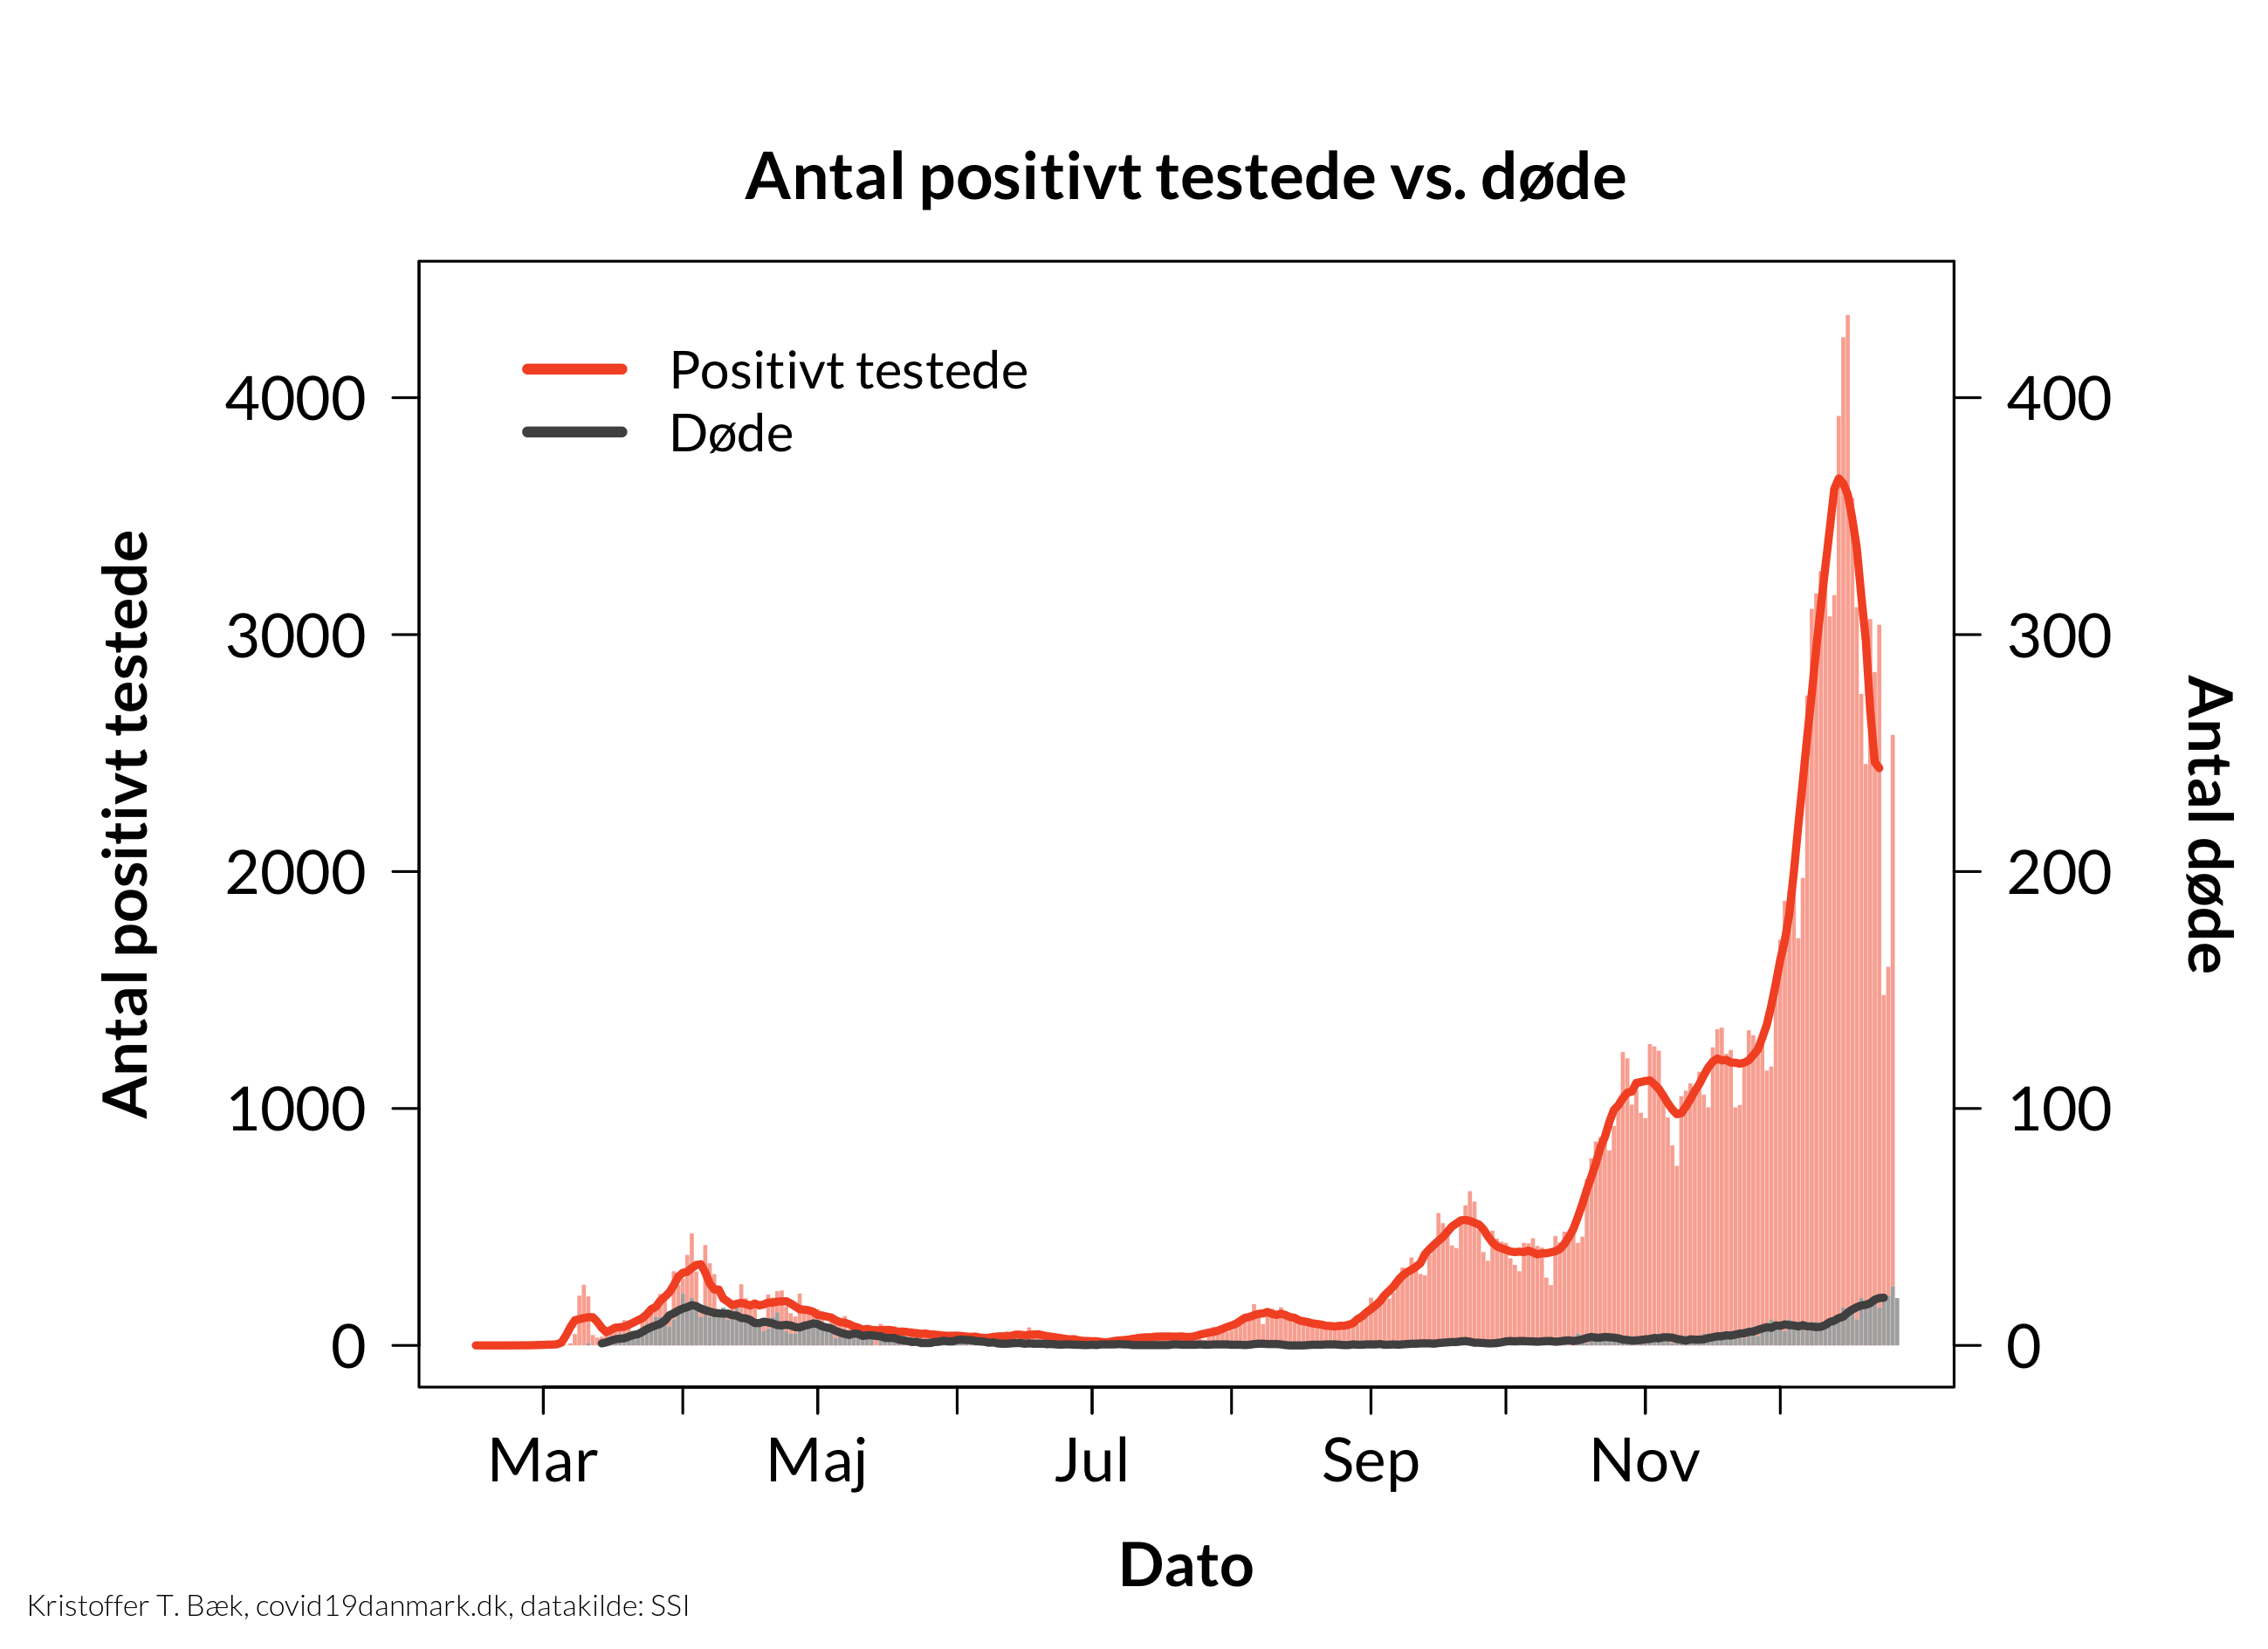 Antal positivt testede vs. døde
Positivt testede
Døde
Antal positivt testede
4000
3000
2000
1000
0
400
300
200
100
0
Antal døde
Mar
Maj
Jul
Sep
Nov
Dato
Kristoffer T. Bæk, covid19danmark.dk, datakilde: SSI